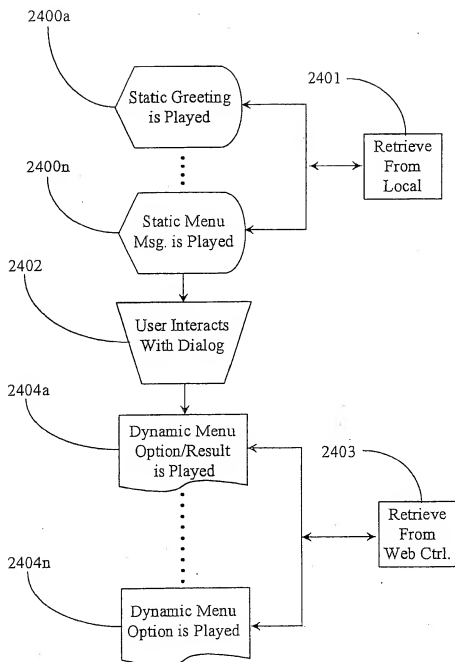 2400a
Static Greeting
is Played
2401
Retrieve
From
Local
2400n
Static Menu
Msg. is Played
2402
User Interacts
With Dialog
2404a
Dynamic Menu
Option/Result
is Played
2403
Retrieve
From
Web Ctrl.
2404n
Dynamic Menu
Option is Played